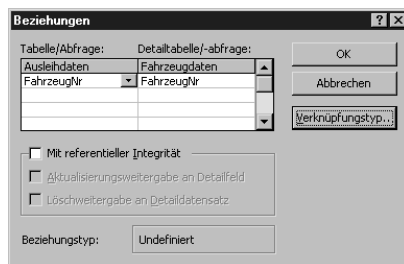 Beziehungen
Tabelle/Abfrage: Detailtabelle/-abfrage:
Ausleihdaten Fahrzeugdaten
FahrzeugNr FahrzeugNr
OK
Abbrechen
Verknüpfungstyp..
Mit referentieller Integrität
Aktualisierungsweitergabe an Detailfeld
Löschweitergabe an Detaildatensatz
Beziehungstyp: Undefiniert